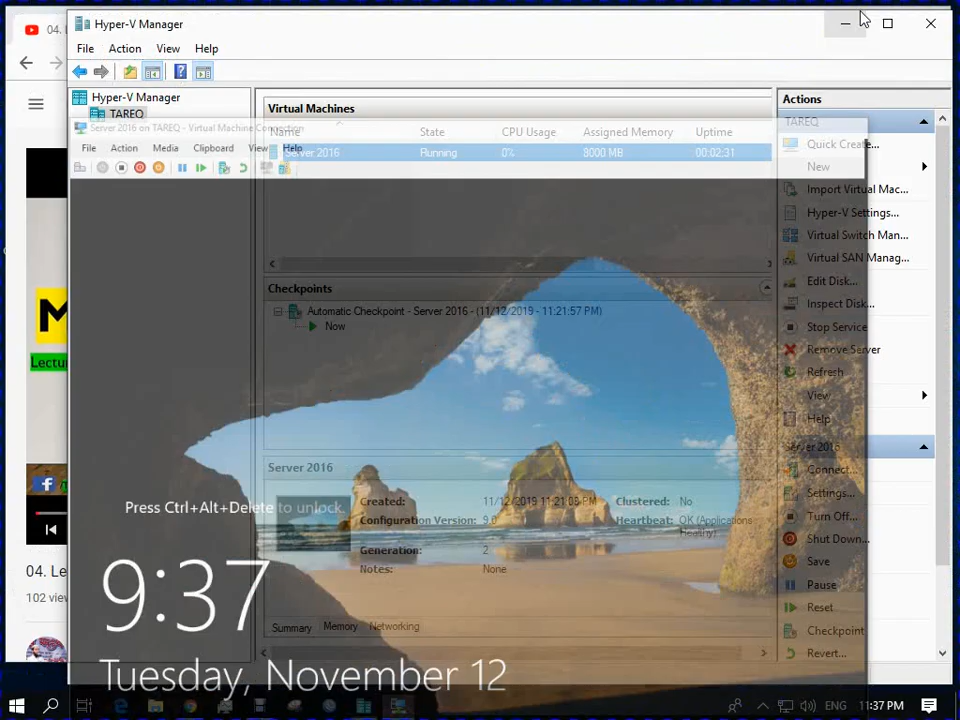 04. L
Hyper-V Manager
File Action View Help
Hyper-V Manager
TAREQ
Server 2016 on TAREQ - Virtual Machine Connection
File Action Media Clipboard View Help
Virtual Machines
Name State CPU Usage Assigned Memory Uptime
Server 2016 Running 0% 8000 MB 00:02:31
Checkpoints
Automatic Checkpoint - Server 2016 - (11/12/2019 - 11:21:57 PM)
Now
Server 2016
Created: 11/12/2019 11:21:08 PM Clustered: No
Configuration Version: 9.0 Heartbeat: OK (Applications Healthy)
Generation: 2
Notes: None
Summary Memory Networking
Actions
TAREQ
Quick Create...
New
Import Virtual Mac...
Hyper-V Settings...
Virtual Switch Man...
Virtual SAN Manag...
Edit Disk...
Inspect Disk...
Stop Service
Remove Server
Refresh
View
Help
Server 2016
Connect...
Settings...
Turn Off...
Shut Down...
Save
Pause
Reset
Checkpoint
Revert...
Press Ctrl+Alt+Delete to unlock.
9:37
Tuesday, November 12
M
Lectu
04. Le
102 view
ENG 11:37 PM